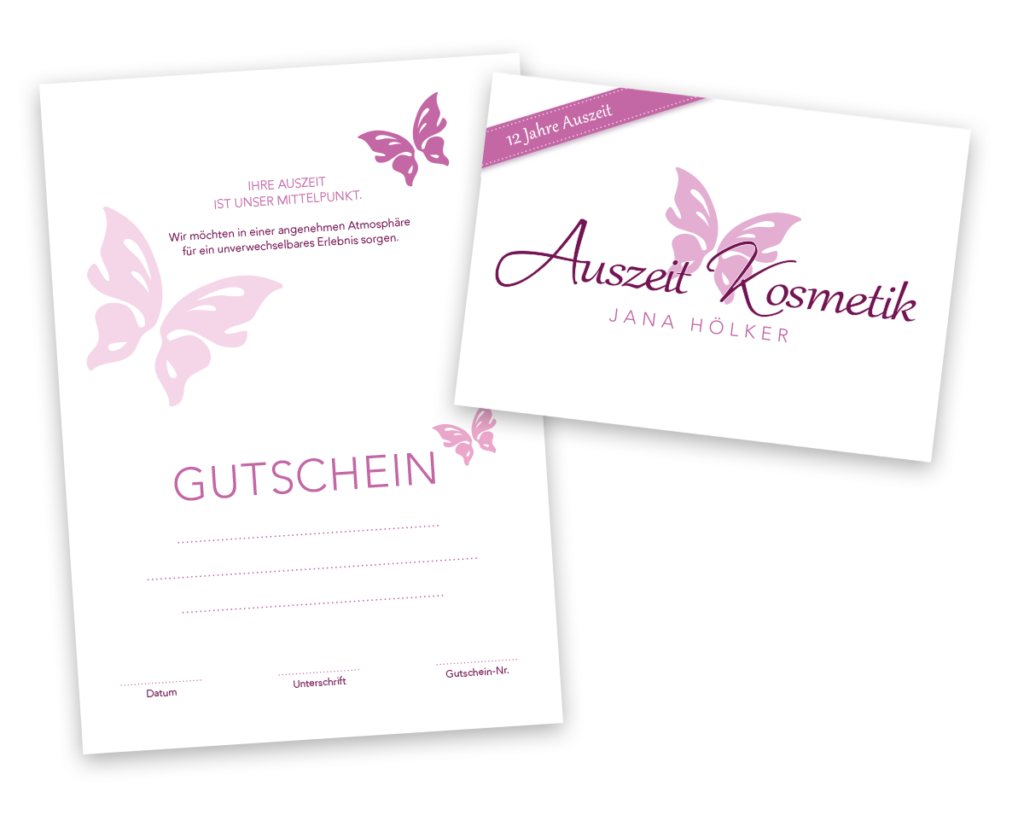 IHRE AUSZEIT
IST UNSER MITTELPUNKT.
Wir möchten in einer angenehmen Atmosphäre
für ein unverwechselbares Erlebnis sorgen.
GUTSCHEIN
Datum
Unterschrift
Gutschein-Nr.
12 Jahre Auszeit
Auszeit Kosmetik
JANA HÖLKER